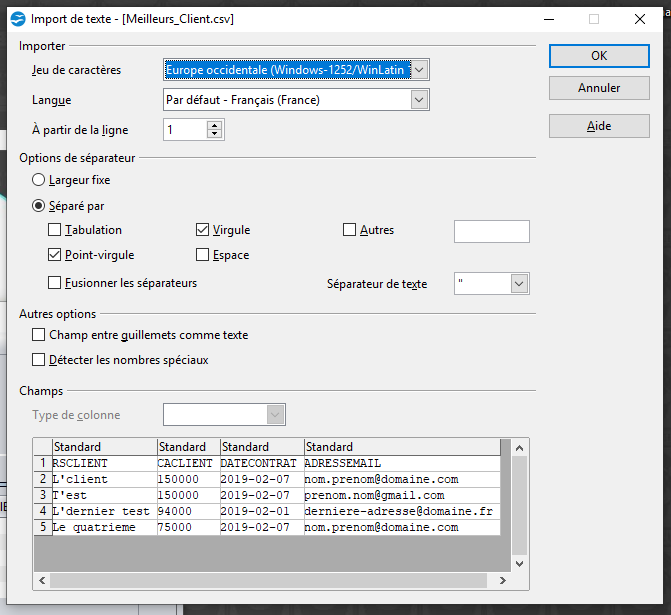 Import de texte - [Meilleurs_Client.csv]
Importer
OK
Jeu de caractères
Europe occidentale (Windows-1252/WinLatin
Annuler
Langue
Par défaut - Français (France)
À partir de la ligne
1
Aide
Options de séparateur
Largeur fixe
Séparé par
Tabulation
Virgule
Autres
Point-virgule
Espace
Fusionner les séparateurs
Séparateur de texte
"
Autres options
Champ entre guillemets comme texte
Détecter les nombres spéciaux
Champs
Type de colonne
Standard Standard Standard Standard
1 RSCLIENT CACLIENT DATECONTRAT ADRESSEMAIL
2 L'client 150000 2019-02-07 nom.prenom@domaine.com
3 T'est 150000 2019-02-07 prenom.nom@gmail.com
4 L'dernier test 94000 2019-02-01 derniere-adresse@domaine.fr
5 Le quatrieme 75000 2019-02-07 nom.prenom@domaine.com